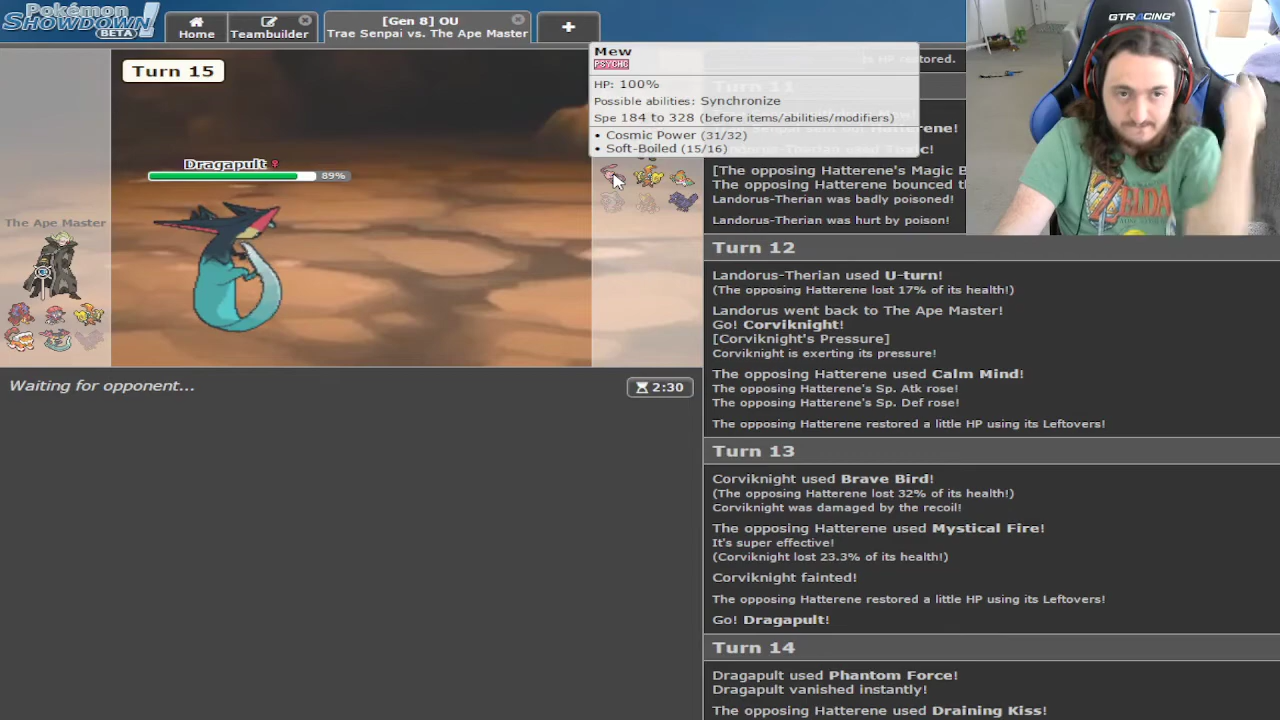 Pokémon
SHOWDOWN!
BETA
Home
Teambuilder
[Gen 8] OU
Trae Senpai vs. The Ape Master
Turn 15
Dragapult
89%
The Ape Master
Waiting for opponent...
2:30
Mew
PSYCHC
HP: 100%
Possible abilities: Synchronize
Spe 184 to 328 (before items/abilities/modifiers)
• Cosmic Power (31/32)
• Soft-Boiled (15/16)
HP restored.
[The opposing Hatterene's Magic B
The opposing Hatterene bounced th
Landorus-Therian was badly poisoned!
Landorus-Therian was hurt by poison!
Turn 12
Landorus-Therian used U-turn!
(The opposing Hatterene lost 17% of its health!)
Landorus went back to The Ape Master!
Go! Corviknight!
[Corviknight's Pressure]
Corviknight is exerting its pressure!
The opposing Hatterene used Calm Mind!
The opposing Hatterene's Sp. Atk rose!
The opposing Hatterene's Sp. Def rose!
The opposing Hatterene restored a little HP using its Leftovers!
Turn 13
Corviknight used Brave Bird!
(The opposing Hatterene lost 32% of its health!)
Corviknight was damaged by the recoil!
The opposing Hatterene used Mystical Fire!
It's super effective!
(Corviknight lost 23.3% of its health!)
Corviknight fainted!
The opposing Hatterene restored a little HP using its Leftovers!
Go! Dragapult!
Turn 14
Dragapult used Phantom Force!
Dragapult vanished instantly!
The opposing Hatterene used Draining Kiss!
GTRACING
ZELDA